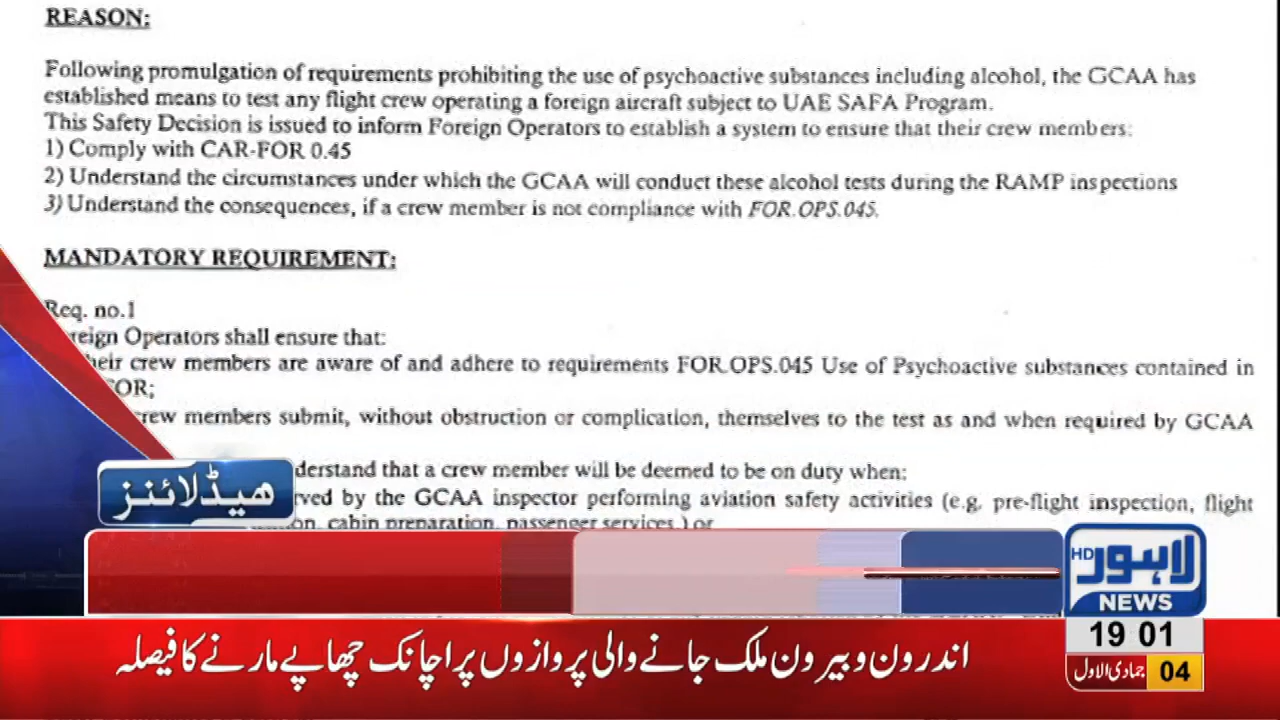 REASON:
Following promulgation of requirements prohibiting the use of psychoactive substances including alcohol, the GCAA has
established means to test any flight crew operating a foreign aircraft subject to UAE SAFA Program.
This Safety Decision is issued to inform Foreign Operators to establish a system to ensure that their crew members:
1) Comply with CAR-FOR 0.45
2) Understand the circumstances under which the GCAA will conduct these alcohol tests during the RAMP inspections
3) Understand the consequences, if a crew member is not compliance with FOR.OPS.045.
MANDATORY REQUIREMENT:
Req. no.1
reign Operators shall ensure that:
heir crew members are aware of and adhere to requirements FOR.OPS.045 Use of Psychoactive substances contained in
OR;
rew members submit, without obstruction or complication, themselves to the test as and when required by GCAA
derstand that a crew member will be deemed to be on duty when:
ھیڈلائنز
rved by the GCAA inspector performing aviation safety activities (e.g. pre-flight inspection, flight
on, cabin preparation, passenger services ) or
HD لاہور
NEWS
اندرون و بیرون ملک جانے والی پروازوں پر اچانک چھاپے مارنے کا فیصلہ
19 01
جمادی الاول 04